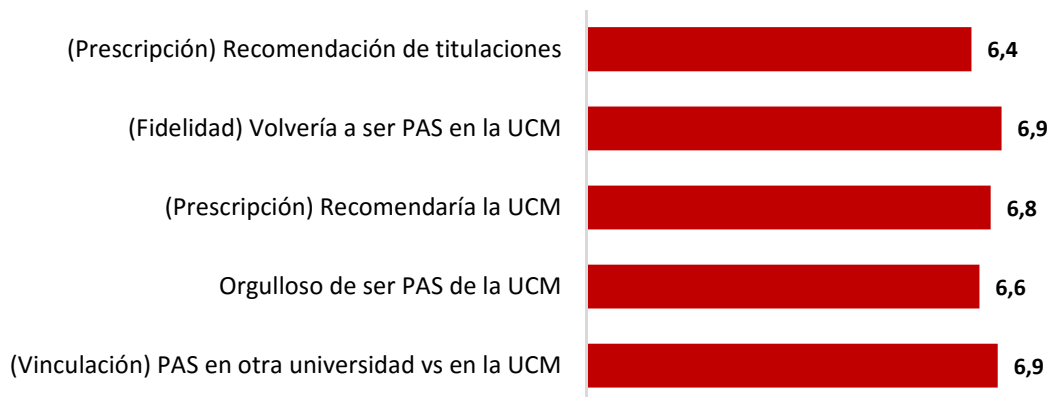 (Prescripción) Recomendación de titulaciones 6,4
(Fidelidad) Volvería a ser PAS en la UCM 6,9
(Prescripción) Recomendaría la UCM 6,8
Orgulloso de ser PAS de la UCM 6,6
(Vinculación) PAS en otra universidad vs en la UCM 6,9